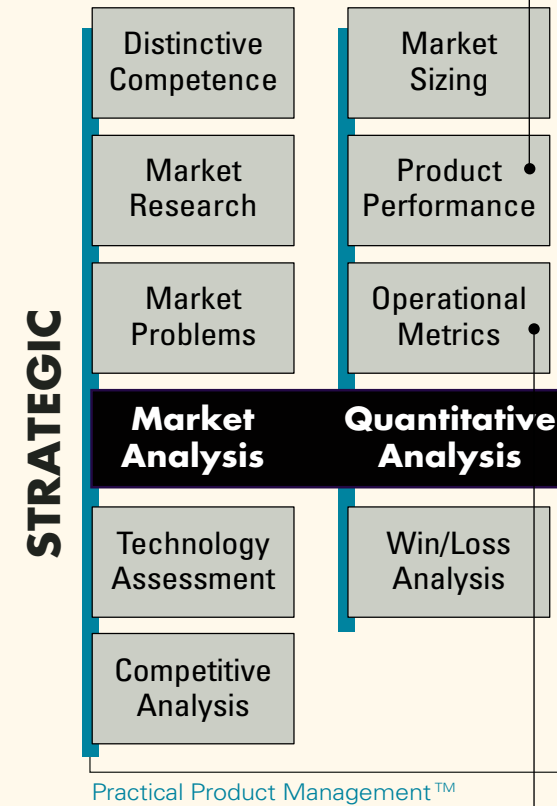 STRATEGIC
Distinctive
Competence
Market
Research
Market
Problems
Market
Analysis
Technology
Assessment
Competitive
Analysis
Market
Sizing
Product
Performance
Operational
Metrics
Quantitative
Analysis
Win/Loss
Analysis
Practical Product Management™